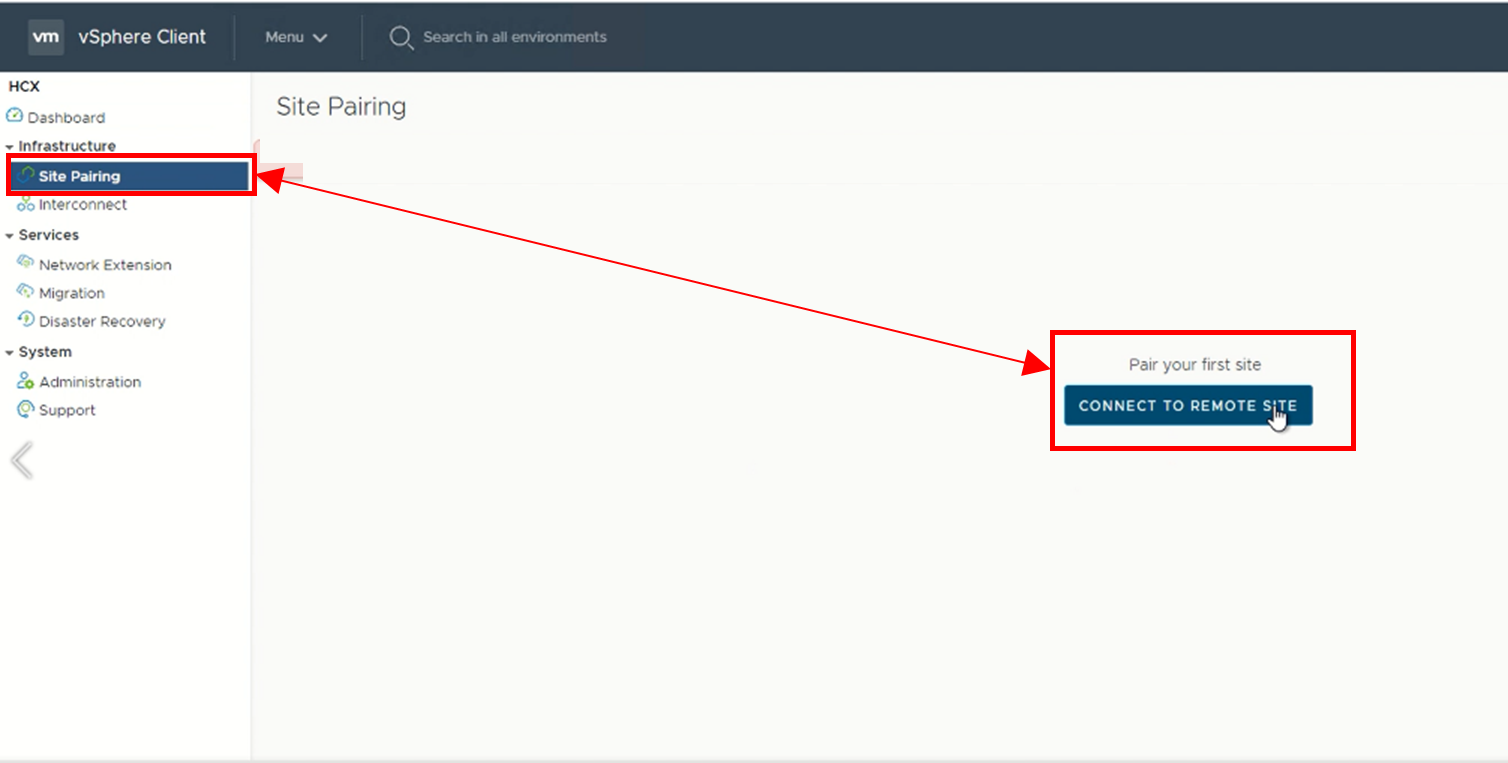 vm vSphere Client Menu Search in all environments
HCX
Dashboard
Infrastructure
Site Pairing
Interconnect
Services
Network Extension
Migration
Disaster Recovery
System
Administration
Support
Site Pairing
Pair your first site
CONNECT TO REMOTE SITE